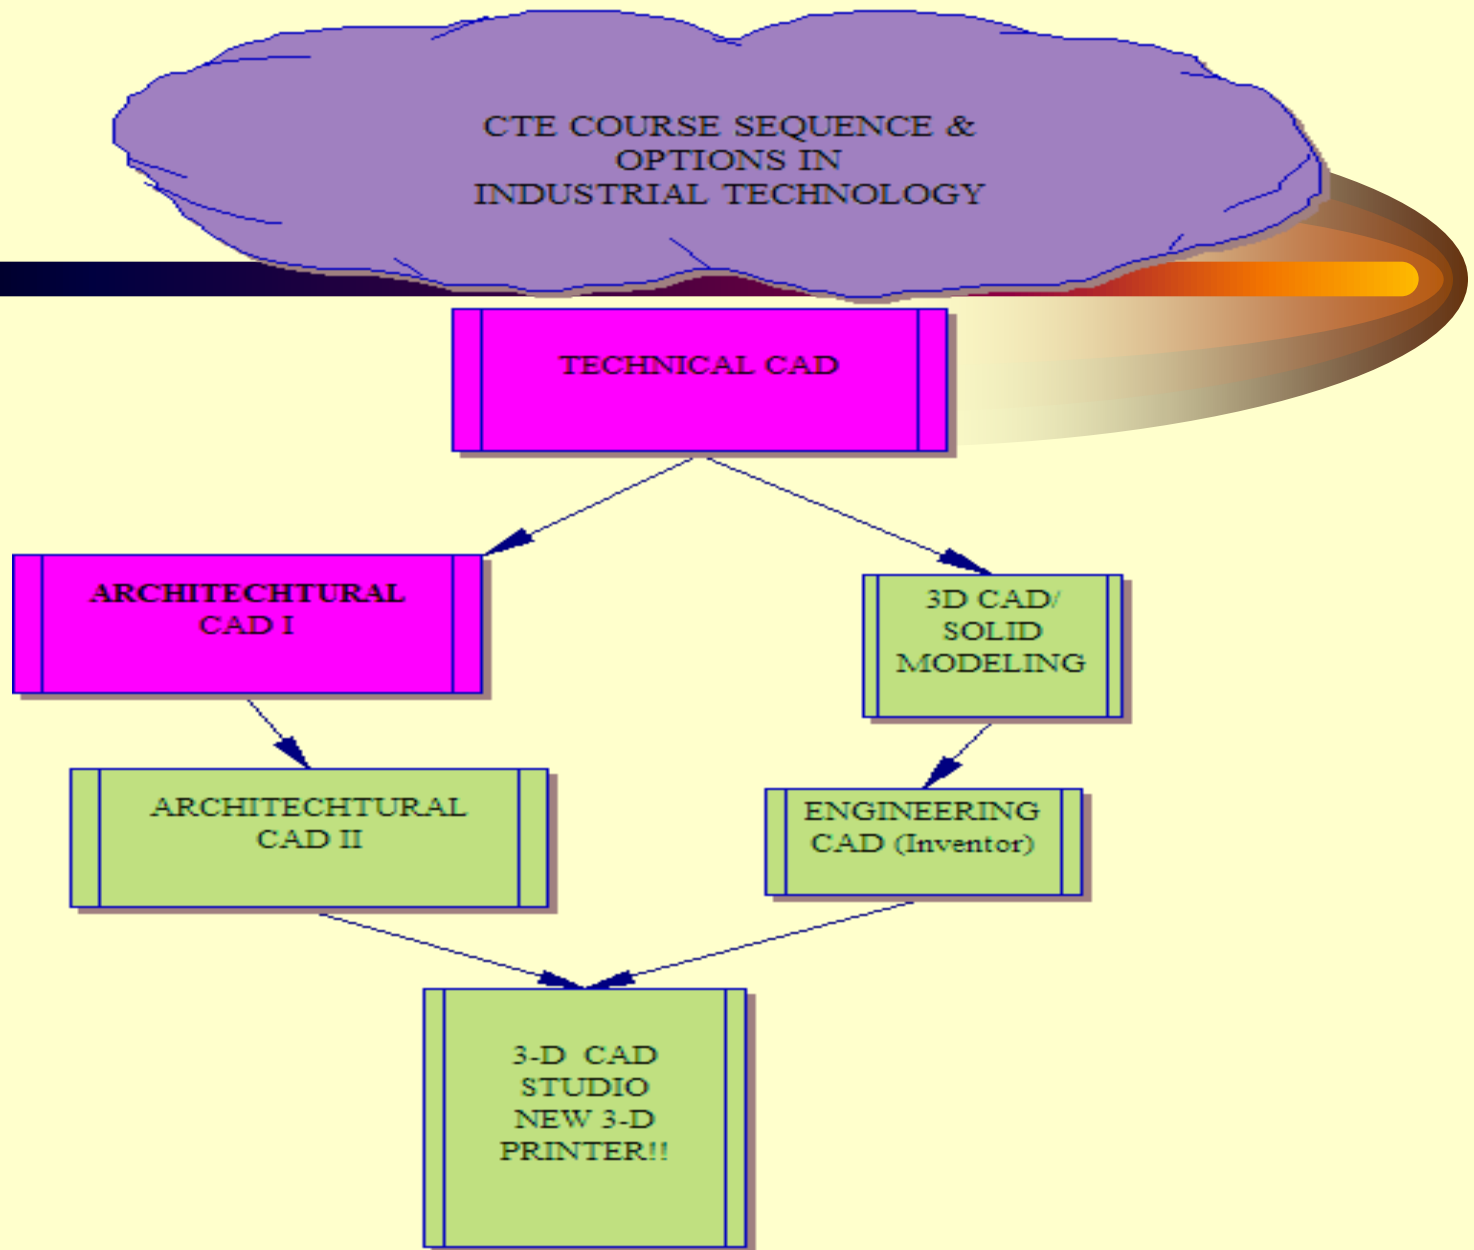 CTE COURSE SEQUENCE &
OPTIONS IN
INDUSTRIAL TECHNOLOGY
TECHNICAL CAD
ARCHITECHTURAL
CAD I
3D CAD/
SOLID
MODELING
ARCHITECHTURAL
CAD II
ENGINEERING
CAD (Inventor)
3-D CAD
STUDIO
NEW 3-D
PRINTER!!